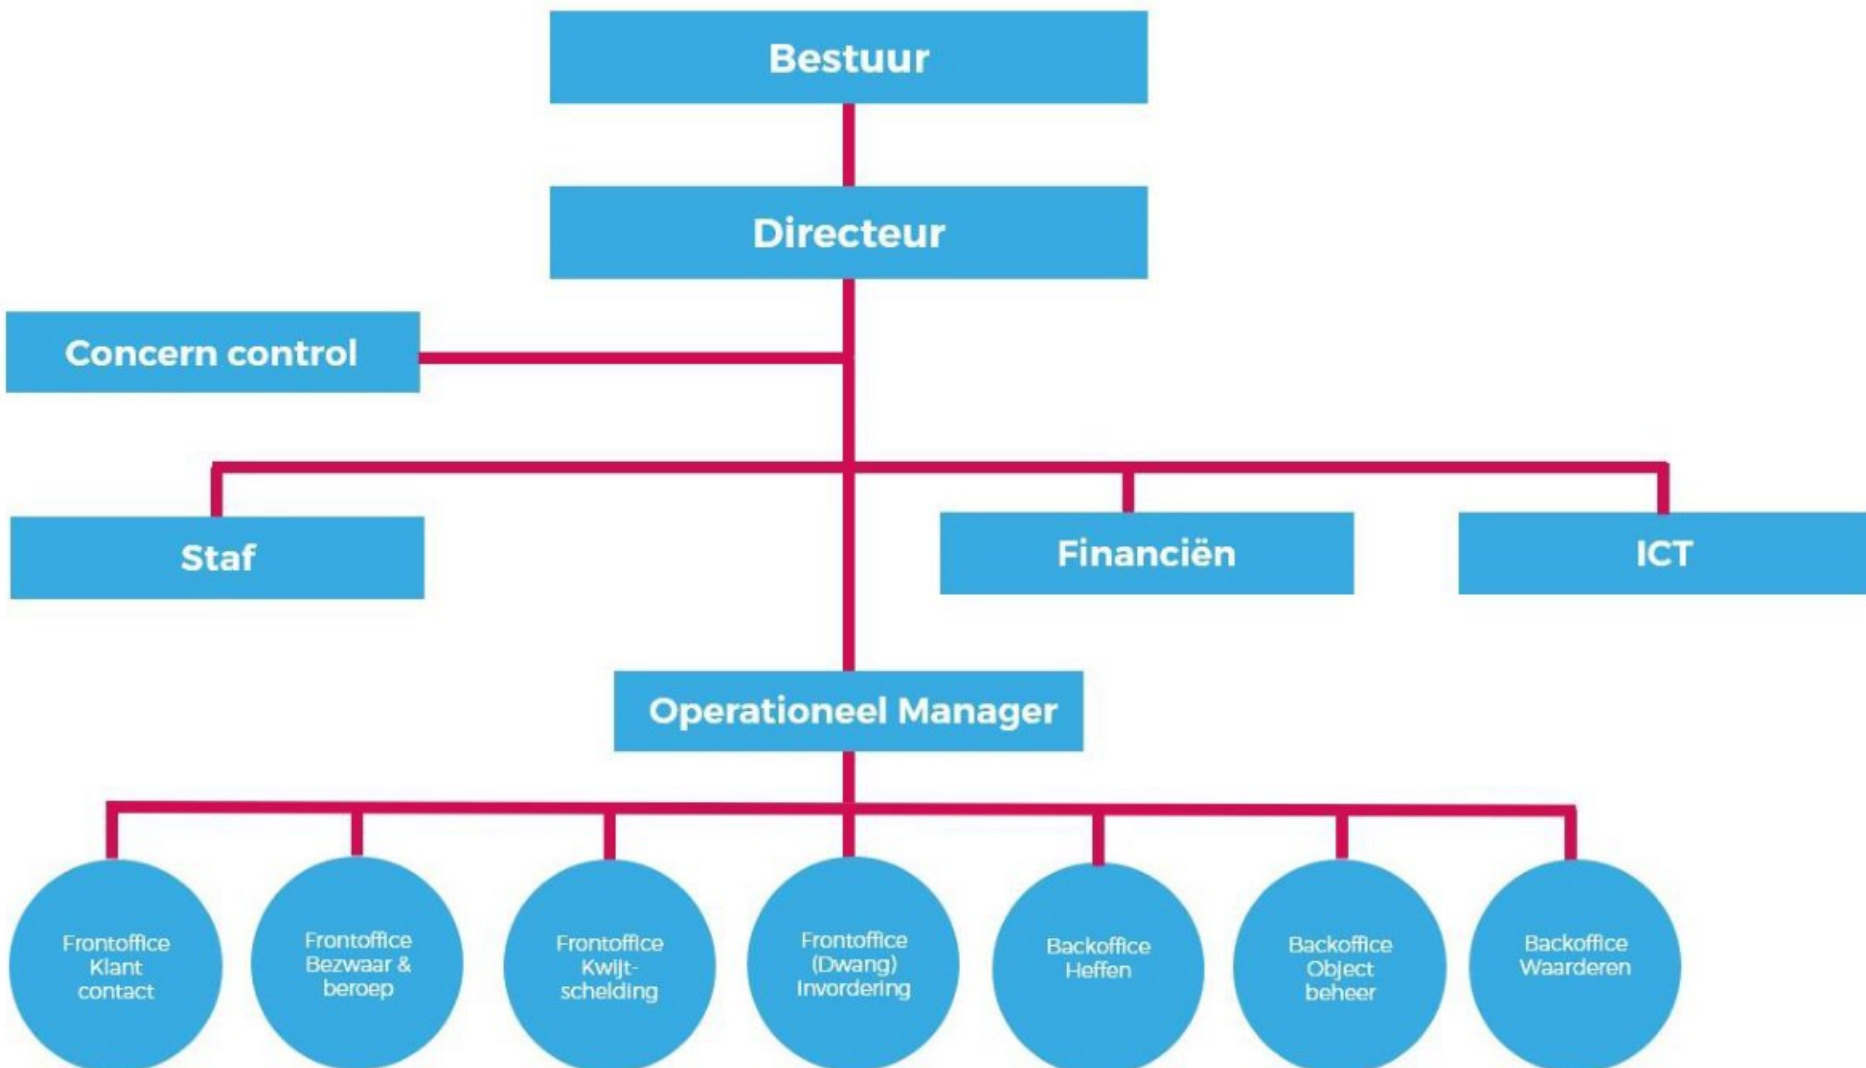 Bestuur
Directeur
Concern control
Staf
Financiën
ICT
Operationeel Manager
Frontoffice
Klant
contact
Frontoffice
Bezwaar &
beroep
Frontoffice
Kwijt-
schelding
Frontoffice
(Dwang)
Invordering
Backoffice
Heffen
Backoffice
Object
beheer
Backoffice
Waarderen